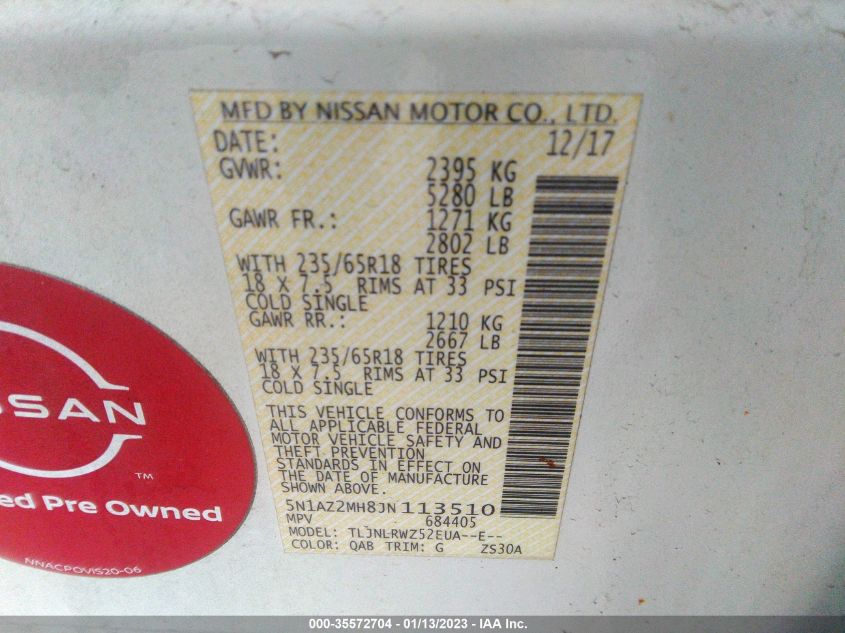 MFD BY NISSAN MOTOR CO., LTD.
DATE: 12/17
GVWR: 2395 KG
5280 LB
GAWR FR.: 1271 KG
2802 LB
WITH 235/65R18 TIRES
18 X 7.5 RIMS AT 33 PSI
COLD SINGLE
GAWR RR.: 1210 KG
2667 LB
WITH 235/65R18 TIRES
18 X 7.5 RIMS AT 33 PSI
COLD SINGLE
THIS VEHICLE CONFORMS TO
ALL APPLICABLE FEDERAL
MOTOR VEHICLE SAFETY AND
THEFT PREVENTION
STANDARDS IN EFFECT ON
THE DATE OF MANUFACTURE
SHOWN ABOVE.
5N1AZ2MH8JN113510
MPV 684405
MODEL: TLJNLRWZ52EUA--E--
COLOR: QAB TRIM: G ZS30A
SSAN
TM
ed Pre Owned
NNACPOVIS20-06
000-35572704 - 01/13/2023 - IAA Inc.